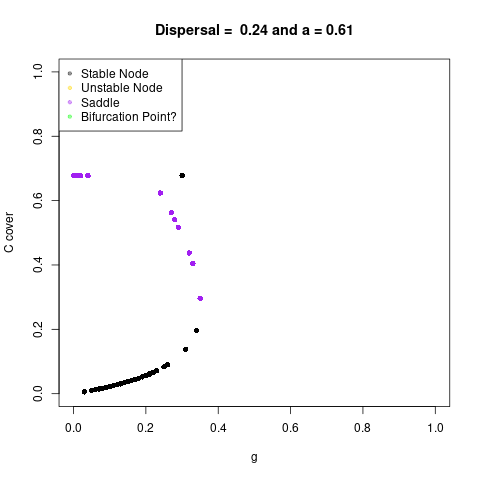 Dispersal =  0.24 and a = 0.61
Stable Node
Unstable Node
Saddle
Bifurcation Point?
C cover
1.0
0.8
0.6
0.4
0.2
0.0
0.0 0.2 0.4 0.6 0.8 1.0
g